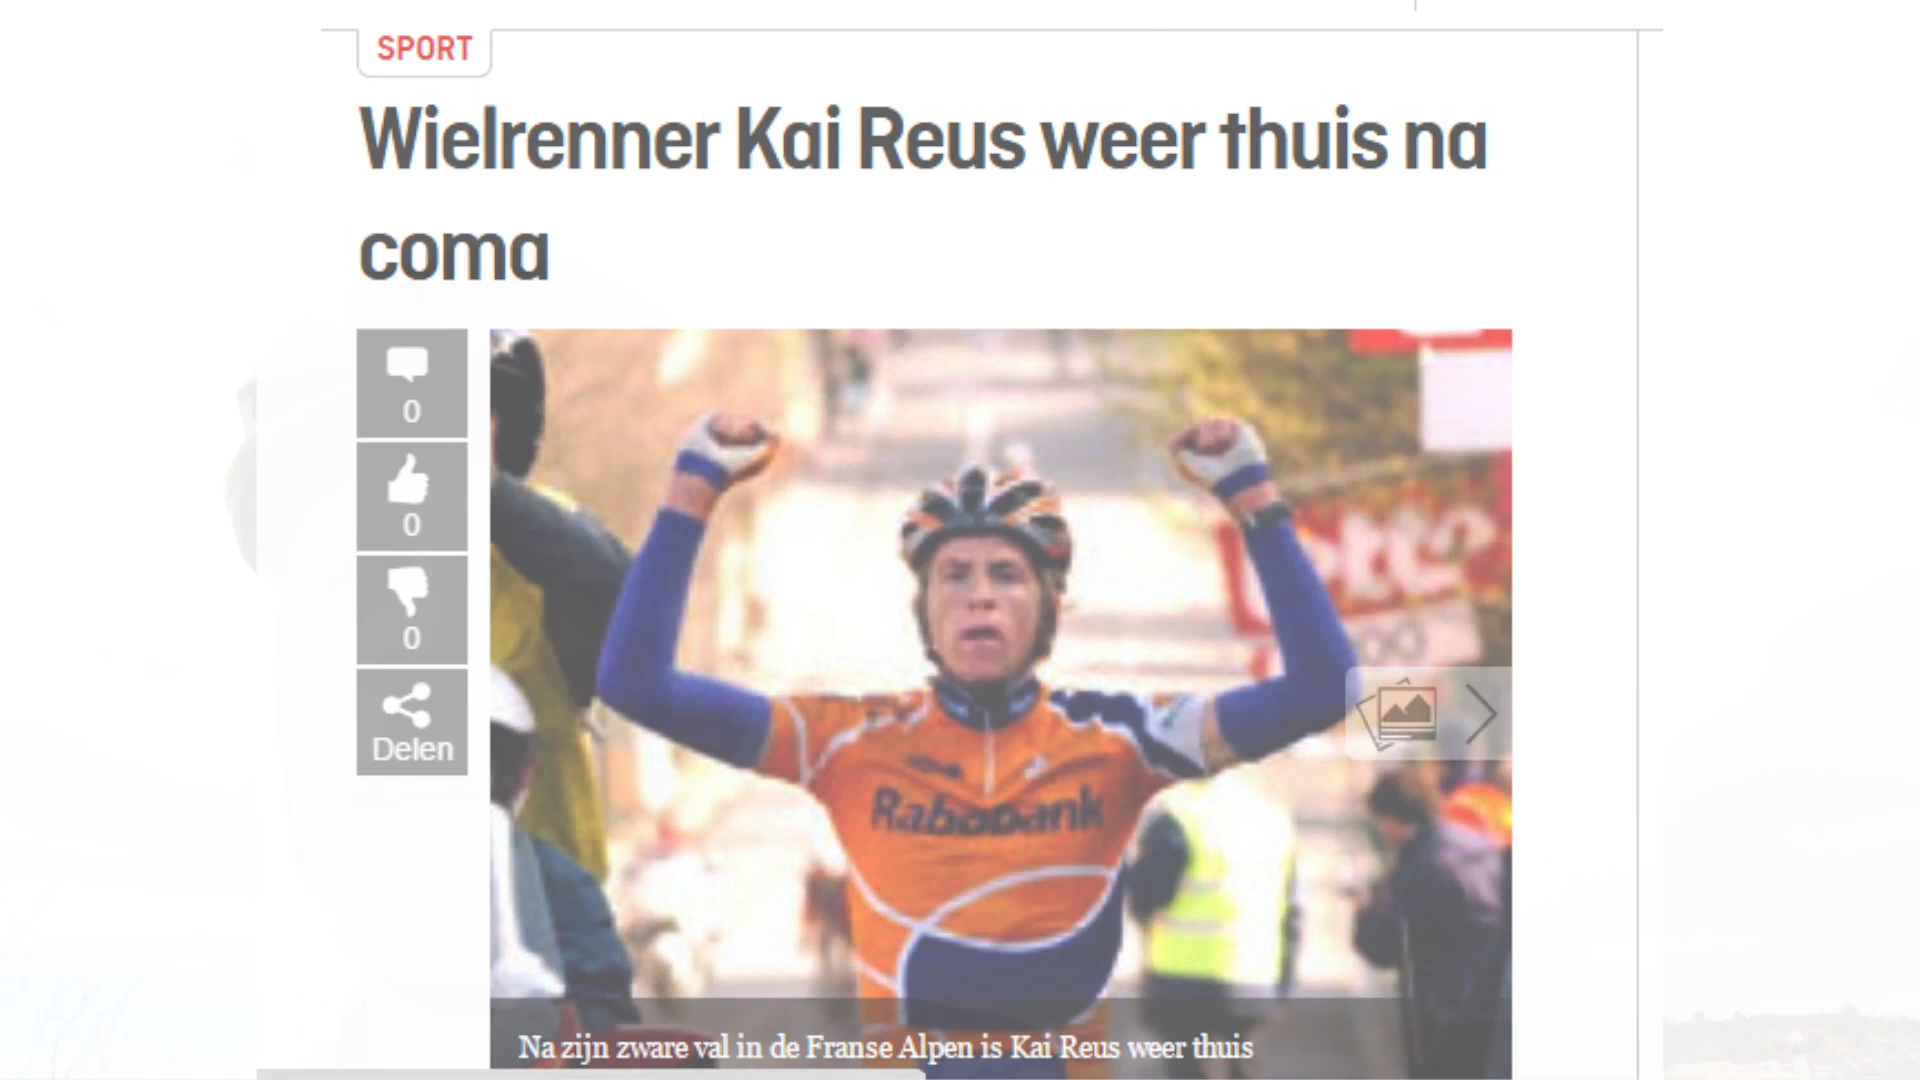 SPORT
Wielrenner Kai Reus weer thuis na
coma
0
0
0
Delen
Rabobank
Na zijn zware val in de Franse Alpen is Kai Reus weer thuis